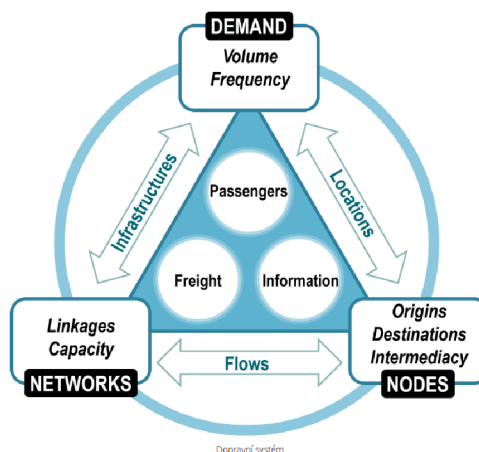 DEMAND
Volume
Frequency
Infrastructures
Locations
Passengers
Freight
Information
Linkages
Capacity
NETWORKS
Flows
Origins
Destinations
Intermediacy
NODES
Dopravní systém